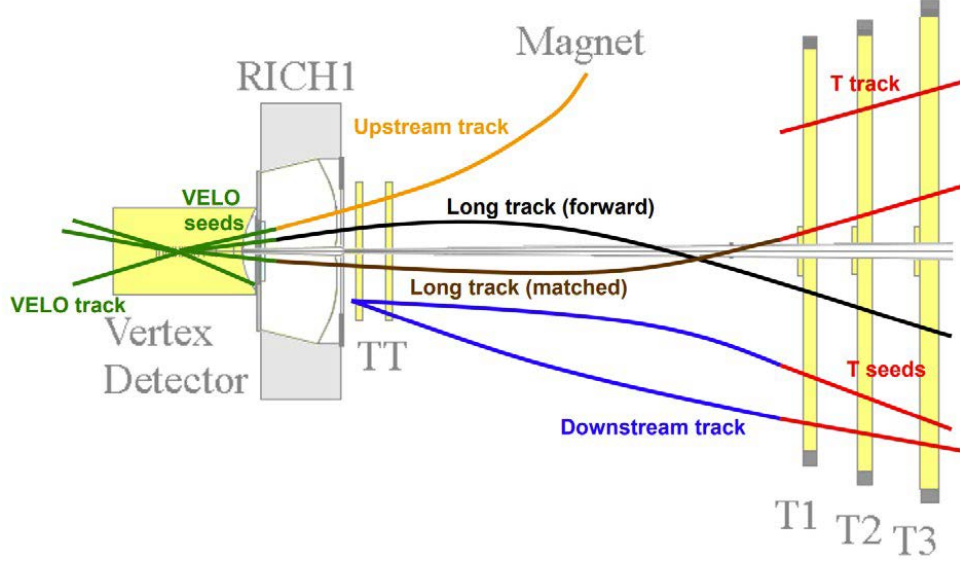 Magnet
RICH1
T track
Upstream track
VELO
seeds
Long track (forward)
Long track (matched)
VELO track
Vertex
Detector
TT
T seeds
Downstream track
T1
T2
T3